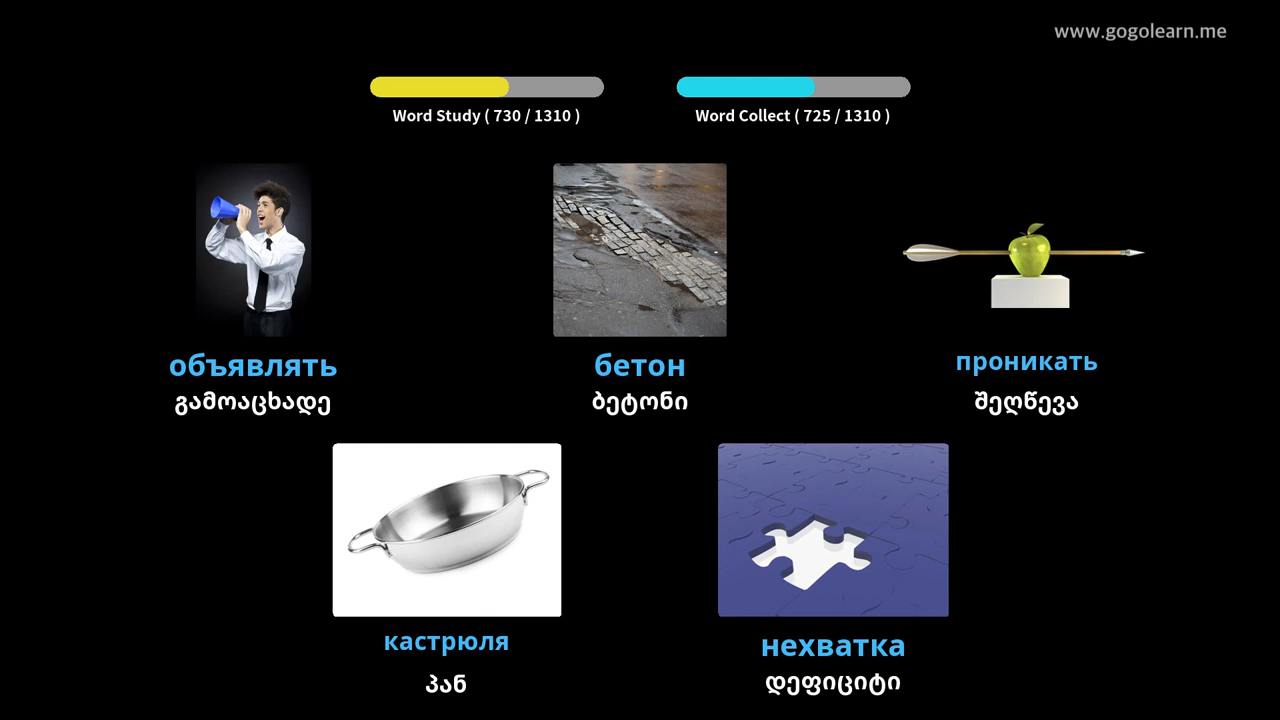 www.gogolearn.me
Word Study ( 730 / 1310 )
Word Collect ( 725 / 1310 )
объявлять
გამოაცხადე
бетон
ბეტონი
проникать
შეღწევა
кастрюля
პან
нехватка
დეფიციტი